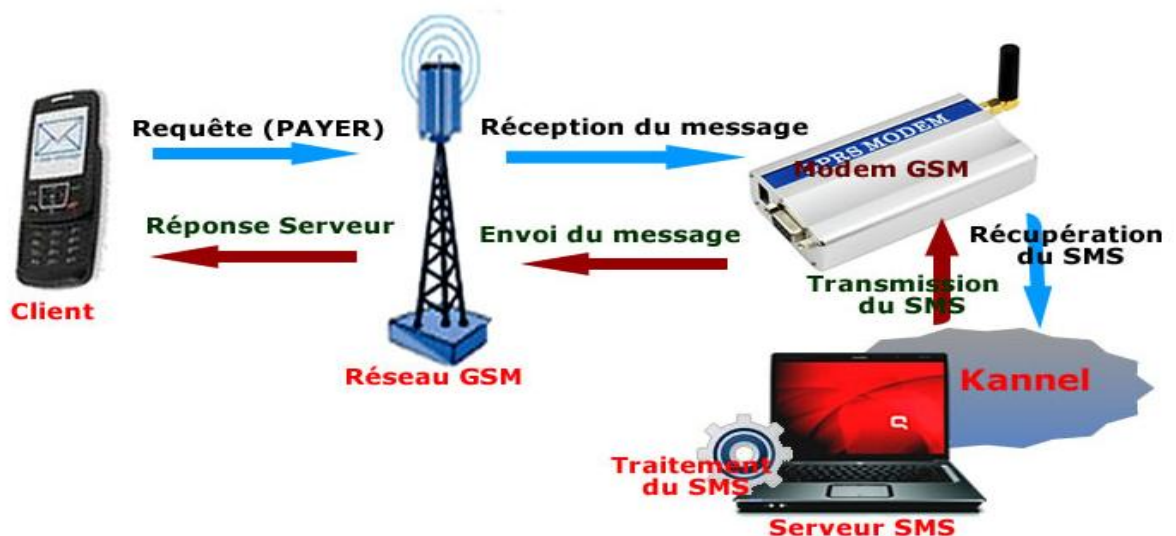 Requête (PAYER)
Réception du message
PRS MODEM
Modem GSM
Réponse Serveur
Envoi du message
Récupération
du SMS
Transmission
du SMS
Client
Réseau GSM
Kannel
Traitement
du SMS
Serveur SMS